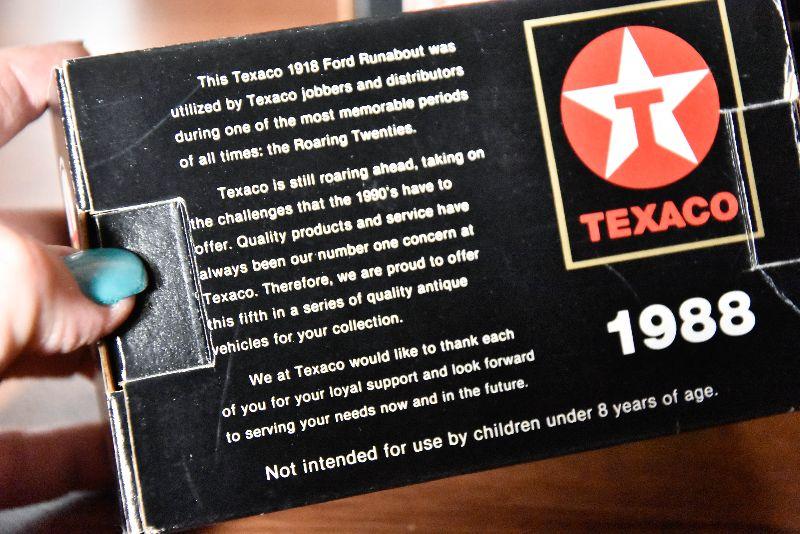 This Texaco 1918 Ford Runabout was
utilized by Texaco jobbers and distributors
during one of the most memorable periods
of all times: the Roaring Twenties.
Texaco is still roaring ahead, taking on
the challenges that the 1990's have to
offer. Quality products and service have
always been our number one concern at
Texaco. Therefore, we are proud to offer
this fifth in a series of quality antique
vehicles for your collection.
We at Texaco would like to thank each
of you for your loyal support and look forward
to serving your needs now and in the future.
Not intended for use by children under 8 years of age.
T
TEXACO
1988